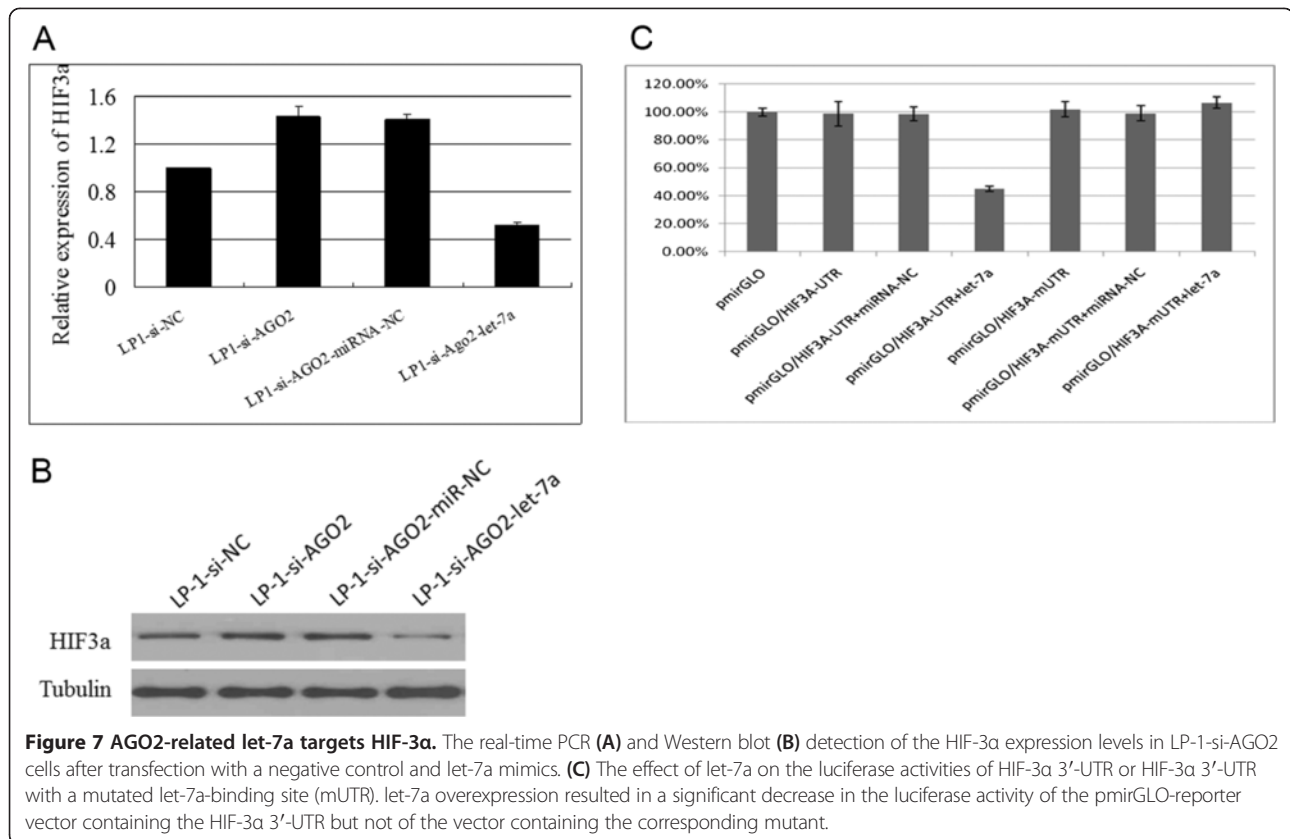 A
Relative expression of HIF3a
1.6
1.2
0.8
0.4
0
LP1-si-NC
LP1-si-AGO2
LP1-si-AGO2-miRNA-NC
LP1-si-Ago2-let-7a
C
120.00%
100.00%
80.00%
60.00%
40.00%
20.00%
0.00%
pmirGLO
pmirGLO/HIF3A-UTR
pmirGLO/HIF3A-UTR+miRNA-NC
pmirGLO/HIF3A-UTR+let-7a
pmirGLO/HIF3A-mUTR
pmirGLO/HIF3A-mUTR+miRNA-NC
pmirGLO/HIF3A-mUTR+let-7a
B
LP-1-si-NC
LP-1-si-AGO2
LP-1-si-AGO2-miR-NC
LP-1-si-AGO2-let-7a
HIF3a
Tubulin
Figure 7 AGO2-related let-7a targets HIF-3α. The real-time PCR (A) and Western blot (B) detection of the HIF-3α expression levels in LP-1-si-AGO2
cells after transfection with a negative control and let-7a mimics. (C) The effect of let-7a on the luciferase activities of HIF-3α 3′-UTR or HIF-3α 3′-UTR
with a mutated let-7a-binding site (mUTR). let-7a overexpression resulted in a significant decrease in the luciferase activity of the pmirGLO-reporter
vector containing the HIF-3α 3′-UTR but not of the vector containing the corresponding mutant.